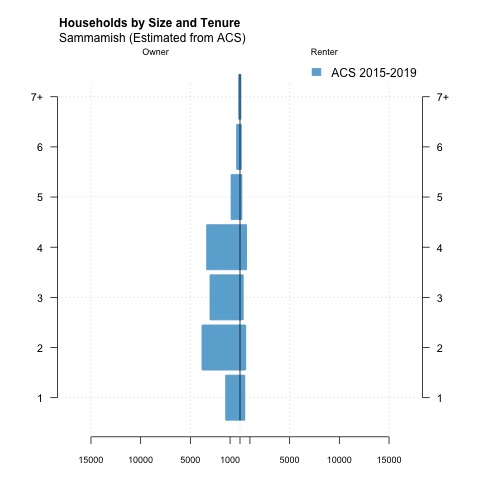 Households by Size and Tenure
Sammamish (Estimated from ACS)
Owner Renter
ACS 2015-2019
7+ 7+
6 6
5 5
4 4
3 3
2 2
1 1
15000 10000 5000 1000 5000 10000 15000